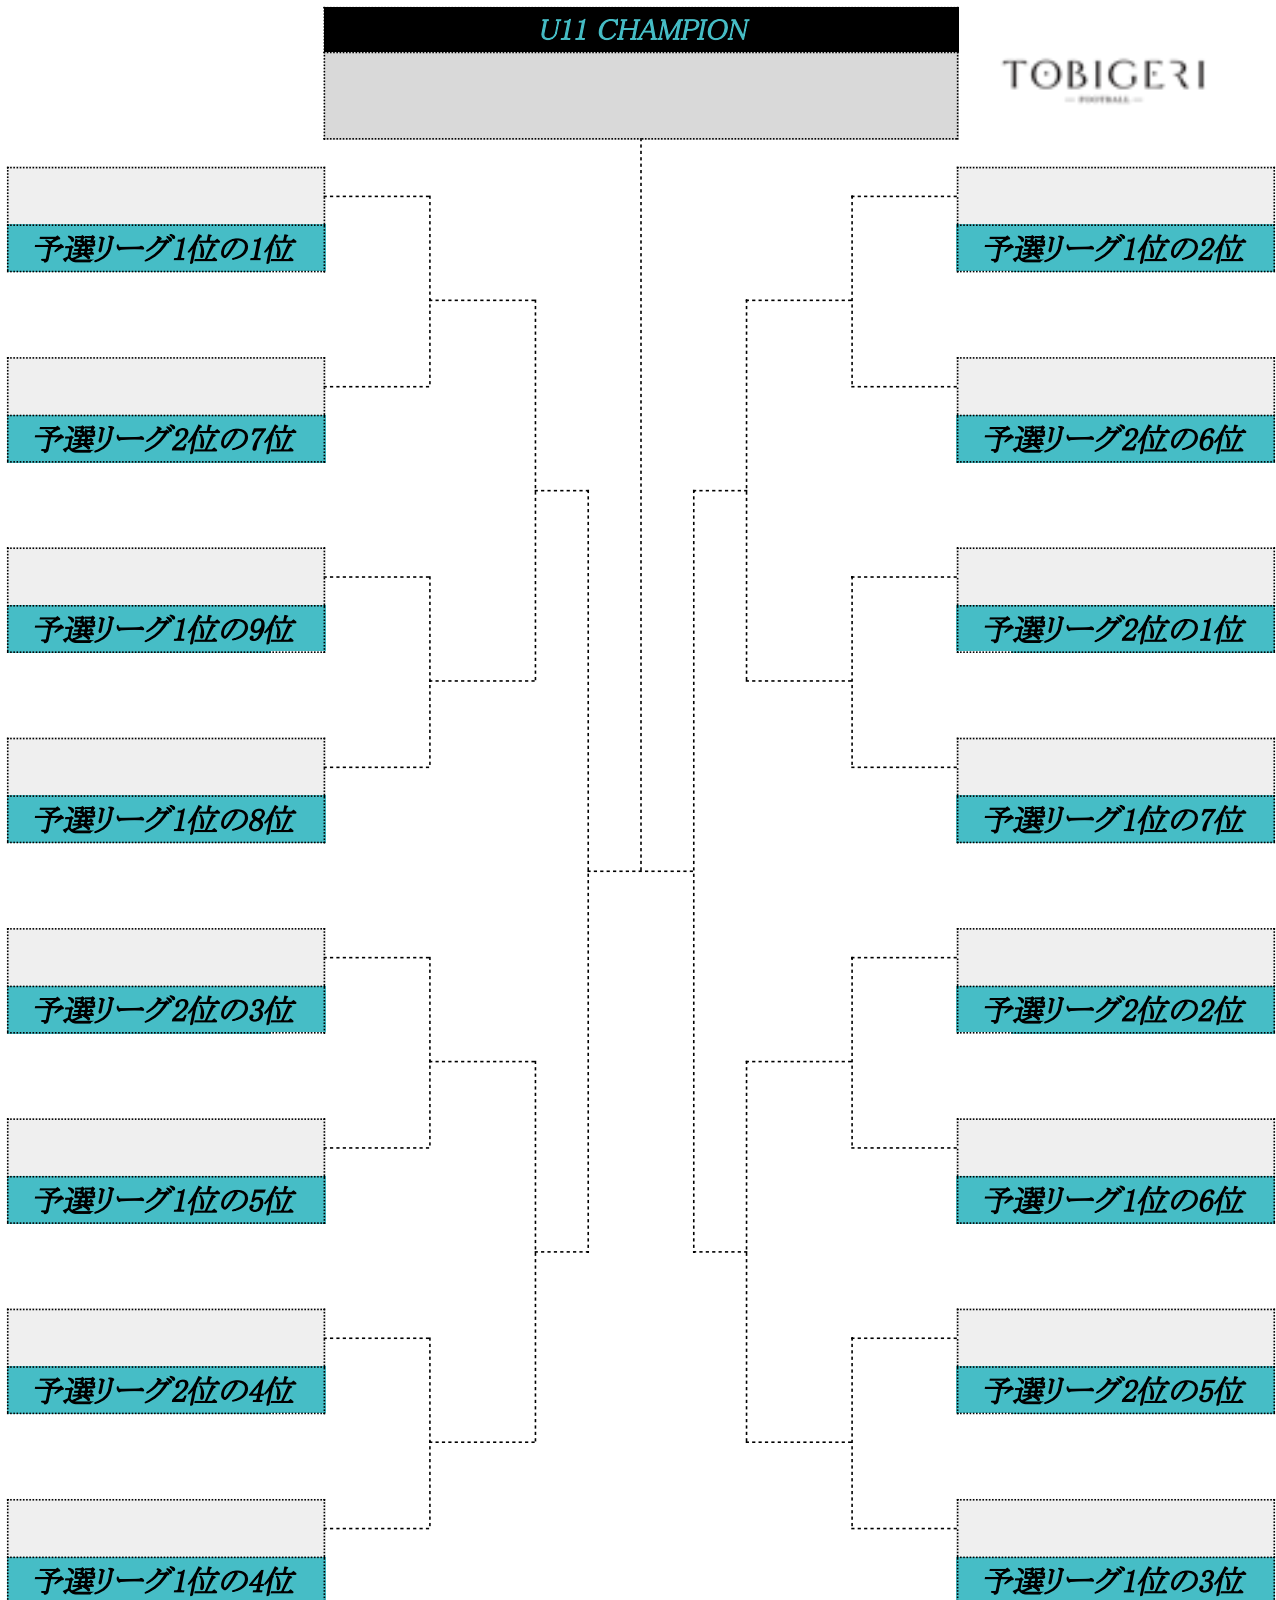 U11 CHAMPION
TOBIGERI
— FOOTBALL —
予選リーグ1位の1位
予選リーグ1位の2位
予選リーグ2位の7位
予選リーグ2位の6位
予選リーグ1位の9位
予選リーグ2位の1位
予選リーグ1位の8位
予選リーグ1位の7位
予選リーグ2位の3位
予選リーグ2位の2位
予選リーグ1位の5位
予選リーグ1位の6位
予選リーグ2位の4位
予選リーグ2位の5位
予選リーグ1位の4位
予選リーグ1位の3位